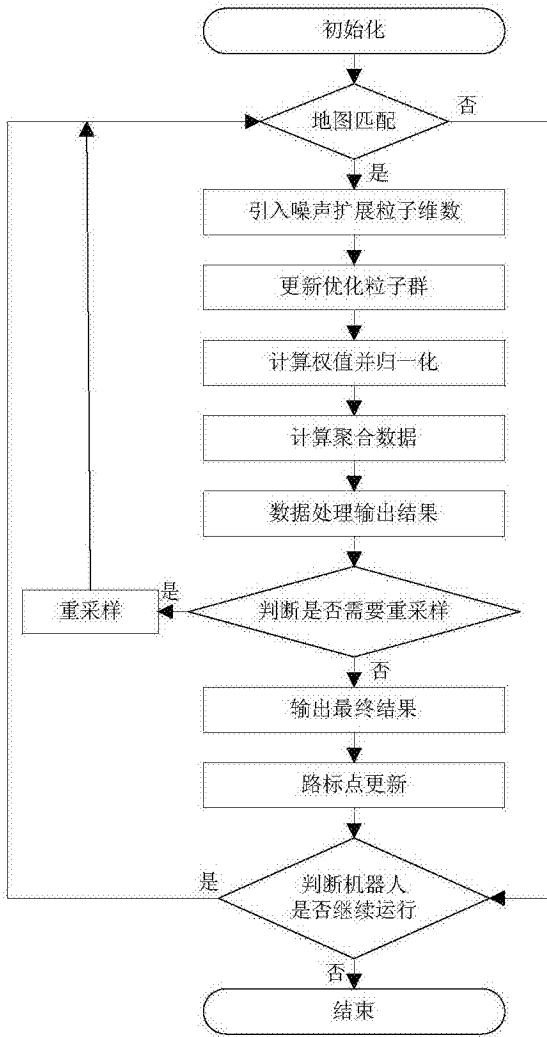 初始化
地图匹配
否
是
引入噪声扩展粒子维数
更新优化粒子群
计算权值并归一化
计算聚合数据
数据处理输出结果
重采样
是
判断是否需要重采样
否
输出最终结果
路标点更新
是
判断机器人
是否继续运行
否
结束